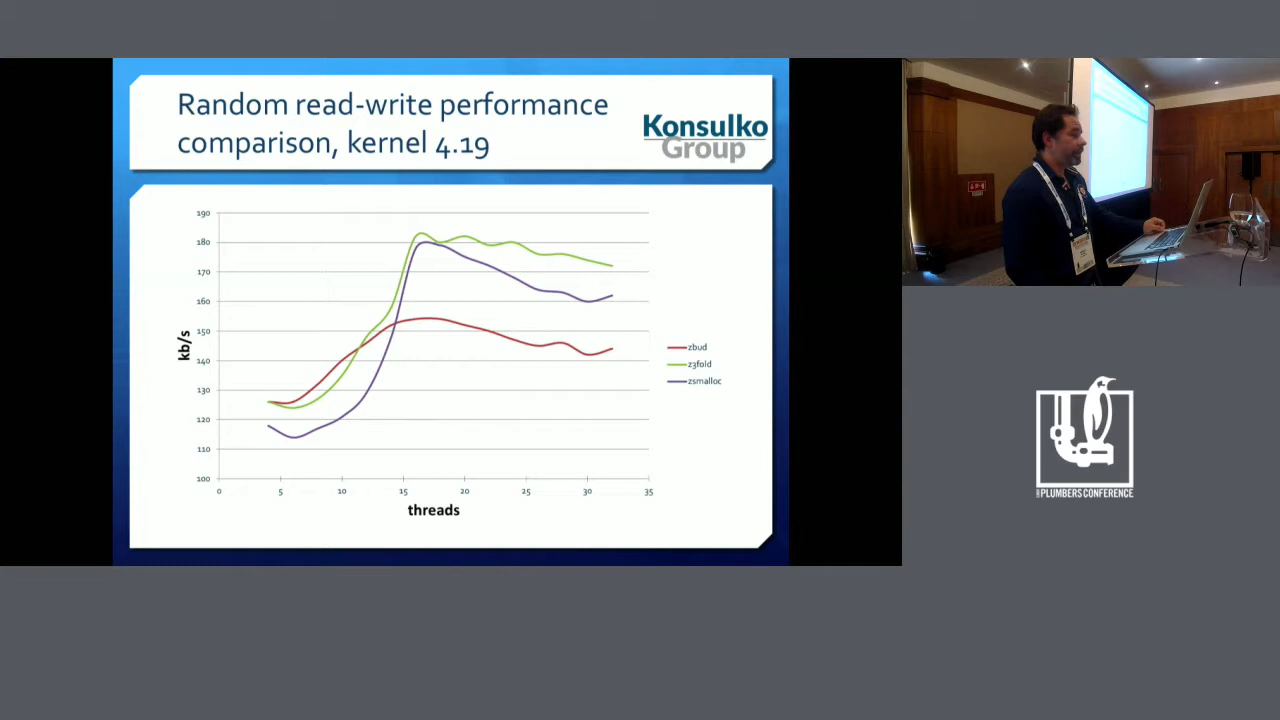 Random read-write performance
comparison, kernel 4.19
Konsulko
Group
190
180
170
160
150
140
130
120
110
100
kb/s
0
5
10
15
20
25
30
35
threads
zbud
z3fold
zsmalloc
PLUMBERS CONFERENCE